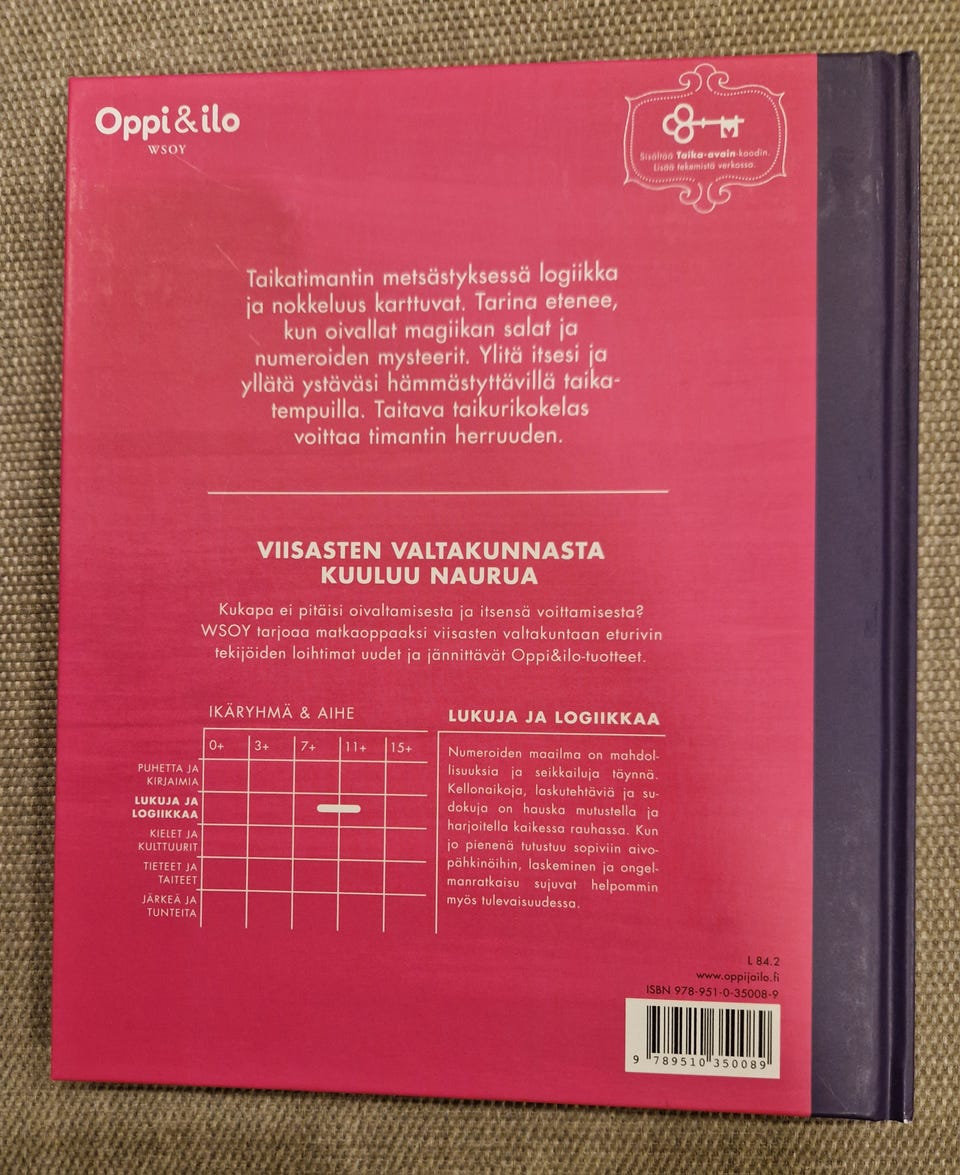 Oppi&ilo
WSOY
Sisältää Taika-avain-koodin.
Lisää tekemistä verkossa.
Taikatimantin metsästyksessä logiikka
ja nokkeluus karttuvat. Tarina etenee,
kun oivallat magiikan salat ja
numeroiden mysteerit. Ylitä itsesi ja
yllätä ystäväsi hämmästyttävillä taika-
tempuilla. Taitava taikurikokelas
voittaa timantin herruuden.
VIISASTEN VALTAKUNNASTA
KUULUU NAURUA
Kukapa ei pitäisi oivaltamisesta ja itsensä voittamisesta?
WSOY tarjoaa matkaoppaaksi viisasten valtakuntaan eturivin
tekijöiden loihtimat uudet ja jännittävät Oppi&ilo-tuotteet.
IKÄRYHMÄ & AIHE
0+ 3+ 7+ 11+ 15+
PUHETTA JA
KIRJAIMIA
LUKUJA JA
LOGIIKKAA
KIELET JA
KULTTUURIT
TIETEET JA
TAITEET
JÄRKEÄ JA
TUNTEITA
LUKUJA JA LOGIIKKAA
Numeroiden maailma on mahdol-
lisuuksia ja seikkailuja täynnä.
Kellonaikoja, laskutehtäviä ja su-
dokuja on hauska mutustella ja
harjoitella kaikessa rauhassa. Kun
jo pienenä tutustuu sopiviin aivo-
pähkinöihin, laskeminen ja ongel-
manratkaisu sujuvat helpommin
myös tulevaisuudessa.
L 84.2
www.oppijailo.fi
ISBN 978-951-0-35008-9
9 789510 350089